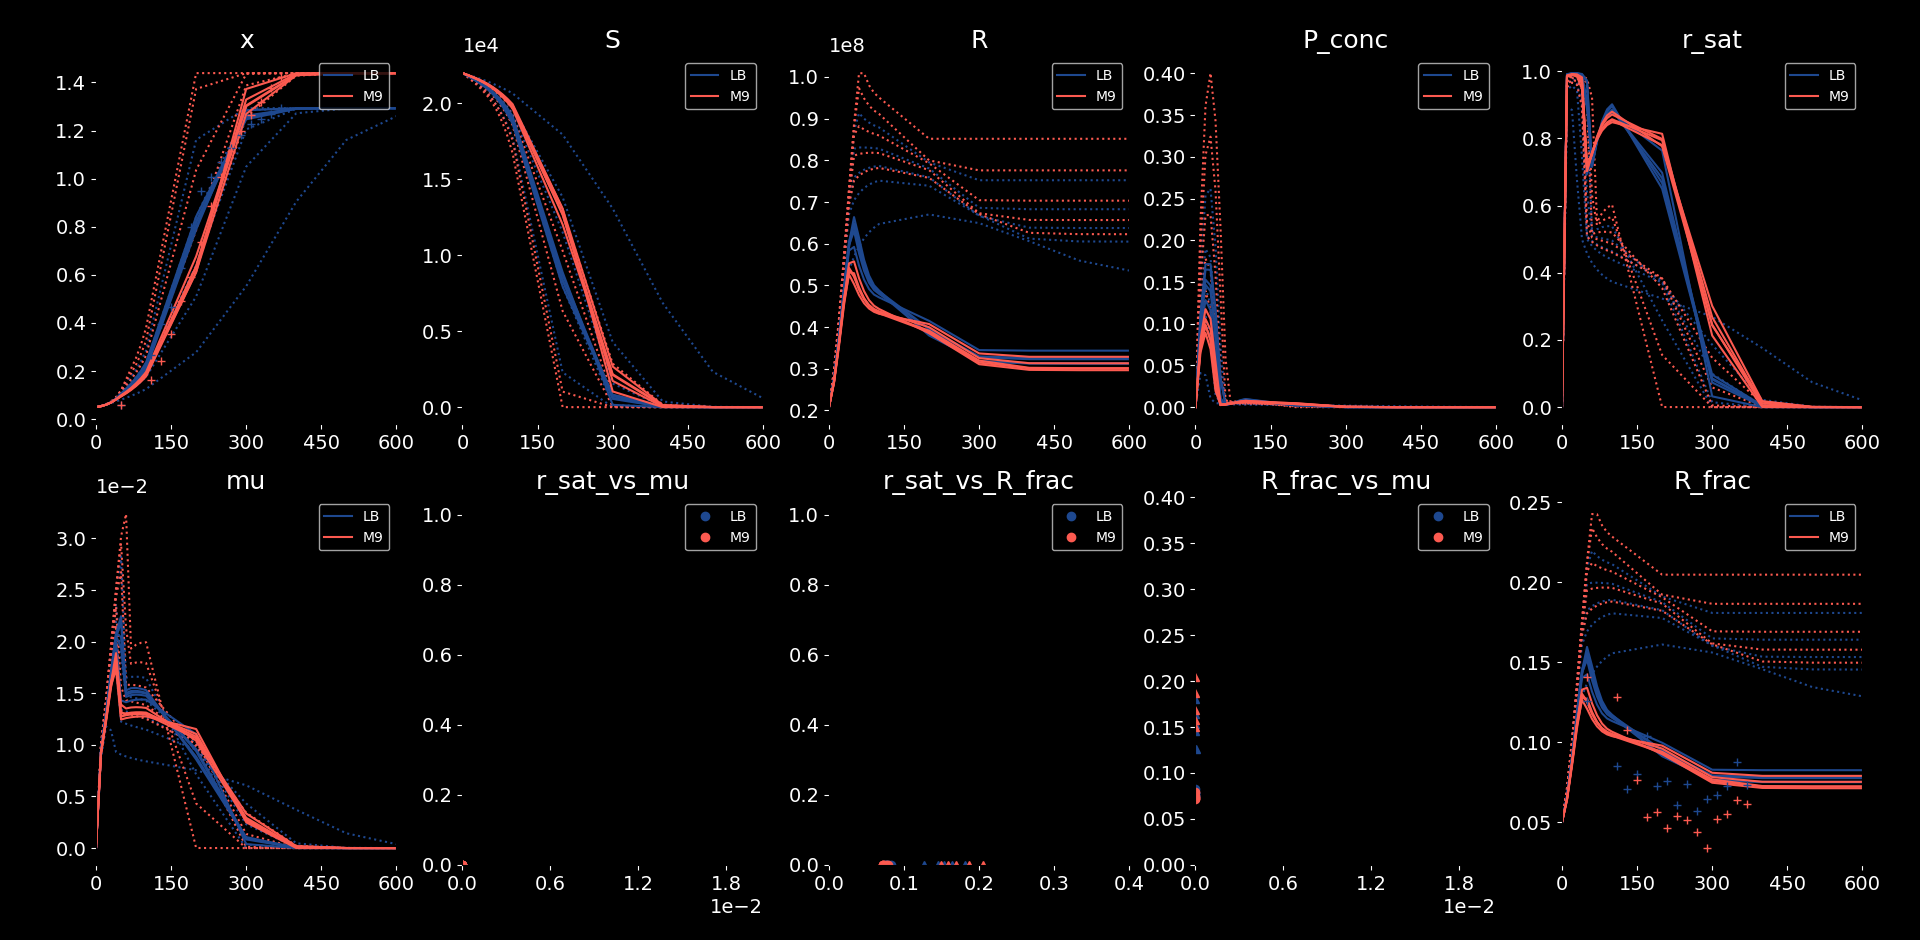 x
LB
M9
1.4
1.2
1.0
0.8
0.6
0.4
0.2
0.0
0 150 300 450 600
1e4
S
LB
M9
2.0
1.5
1.0
0.5
0.0
0 150 300 450 600
1e8
R
LB
M9
1.0
0.9
0.8
0.7
0.6
0.5
0.4
0.3
0.2
0 150 300 450 600
P_conc
LB
M9
0.40
0.35
0.30
0.25
0.20
0.15
0.10
0.05
0.00
0 150 300 450 600
r_sat
LB
M9
1.0
0.8
0.6
0.4
0.2
0.0
0 150 300 450 600
1e−2
mu
LB
M9
3.0
2.5
2.0
1.5
1.0
0.5
0.0
0 150 300 450 600
r_sat_vs_mu
LB
M9
1.0
0.8
0.6
0.4
0.2
0.0
0.0 0.6 1.2 1.8
1e−2
r_sat_vs_R_frac
LB
M9
1.0
0.8
0.6
0.4
0.2
0.0
0.0 0.1 0.2 0.3 0.4
R_frac_vs_mu
LB
M9
0.40
0.35
0.30
0.25
0.20
0.15
0.10
0.05
0.00
0.0 0.6 1.2 1.8
1e−2
R_frac
LB
M9
0.25
0.20
0.15
0.10
0.05
0 150 300 450 600